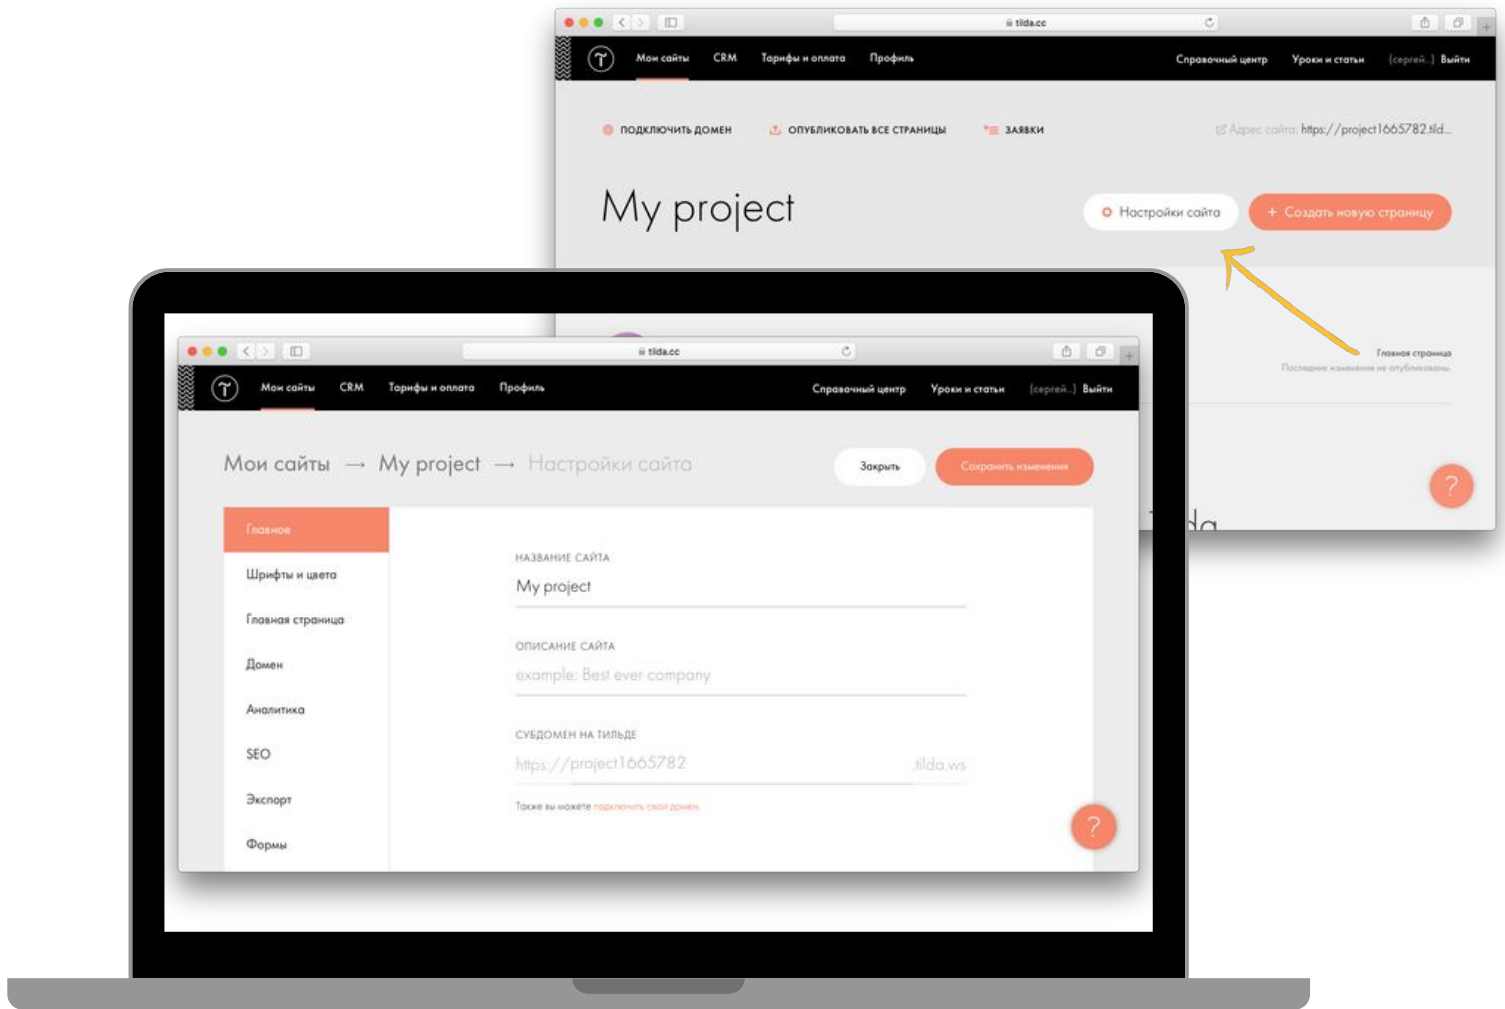 tilda.cc
Мои сайты
CRM
Тарифы и оплата
Профиль
Справочный центр
Уроки и статьи
(сергей..) Выйти
ПОДКЛЮЧИТЬ ДОМЕН
ОПУБЛИКОВАТЬ ВСЕ СТРАНИЦЫ
ЗАЯВКИ
Адрес сайта: https://project1665782.tild...
My project
Настройки сайта
+ Создать новую страницу
Главная страница
Последние изменения не опубликованы.
?
tilda.cc
Мои сайты
CRM
Тарифы и оплата
Профиль
Справочный центр
Уроки и статьи
(сергей..) Выйти
Мои сайты → My project → Настройки сайта
Закрыть
Сохранить изменения
Главное
Шрифты и цвета
Главная страница
Домен
Аналитика
SEO
Экспорт
Формы
НАЗВАНИЕ САЙТА
My project
ОПИСАНИЕ САЙТА
example: Best ever company
СУБДОМЕН НА ТИЛЬДЕ
https://project1665782 .tilda.ws
Также вы можете подключить свой домен.
?